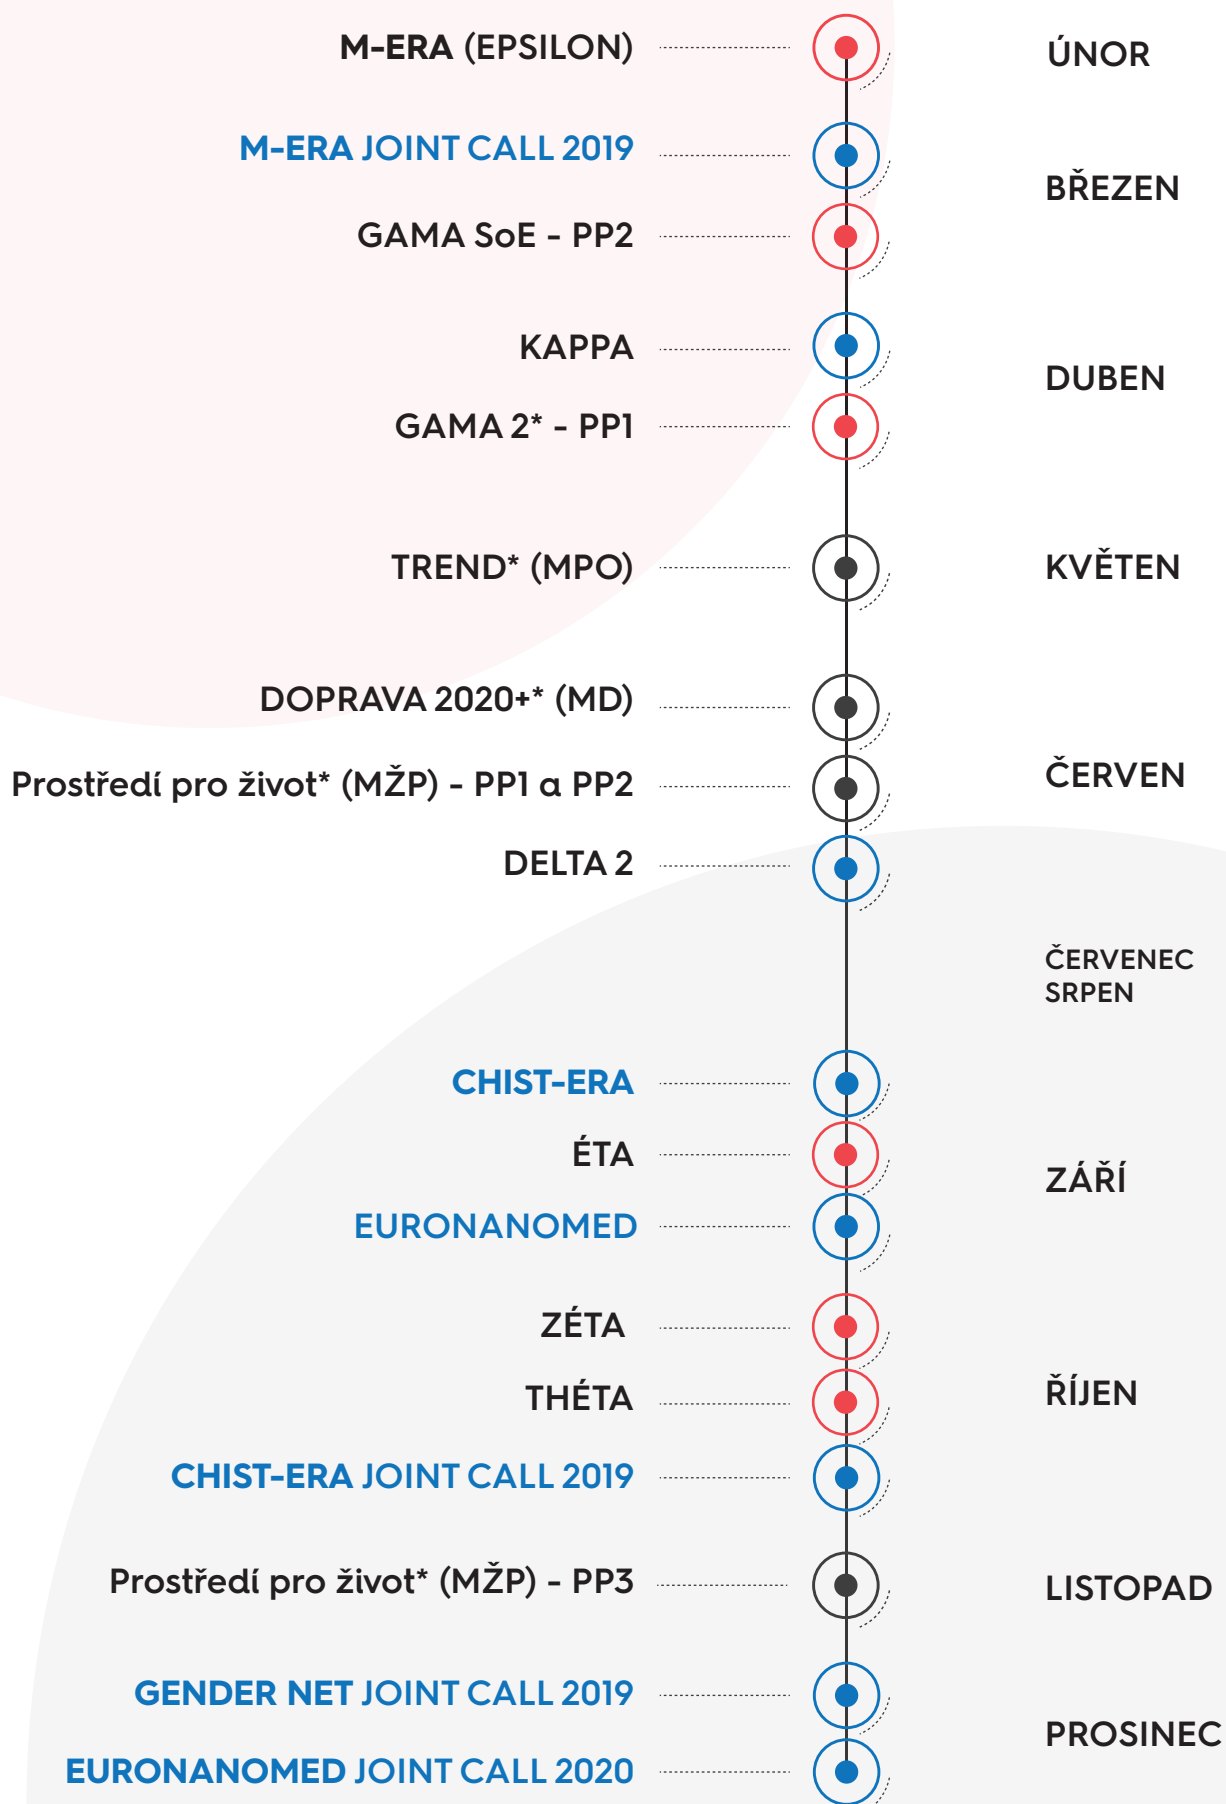 M-ERA (EPSILON)
ÚNOR
M-ERA JOINT CALL 2019
BŘEZEN
GAMA SoE - PP2
KAPPA
DUBEN
GAMA 2* - PP1
TREND* (MPO)
KVĚTEN
DOPRAVA 2020+* (MD)
Prostředí pro život* (MŽP) - PP1 a PP2
ČERVEN
DELTA 2
ČERVENEC
SRPEN
CHIST-ERA
ÉTA
ZÁŘÍ
EURONANOMED
ZÉTA
THÉTA
ŘÍJEN
CHIST-ERA JOINT CALL 2019
Prostředí pro život* (MŽP) - PP3
LISTOPAD
GENDER NET JOINT CALL 2019
PROSINEC
EURONANOMED JOINT CALL 2020